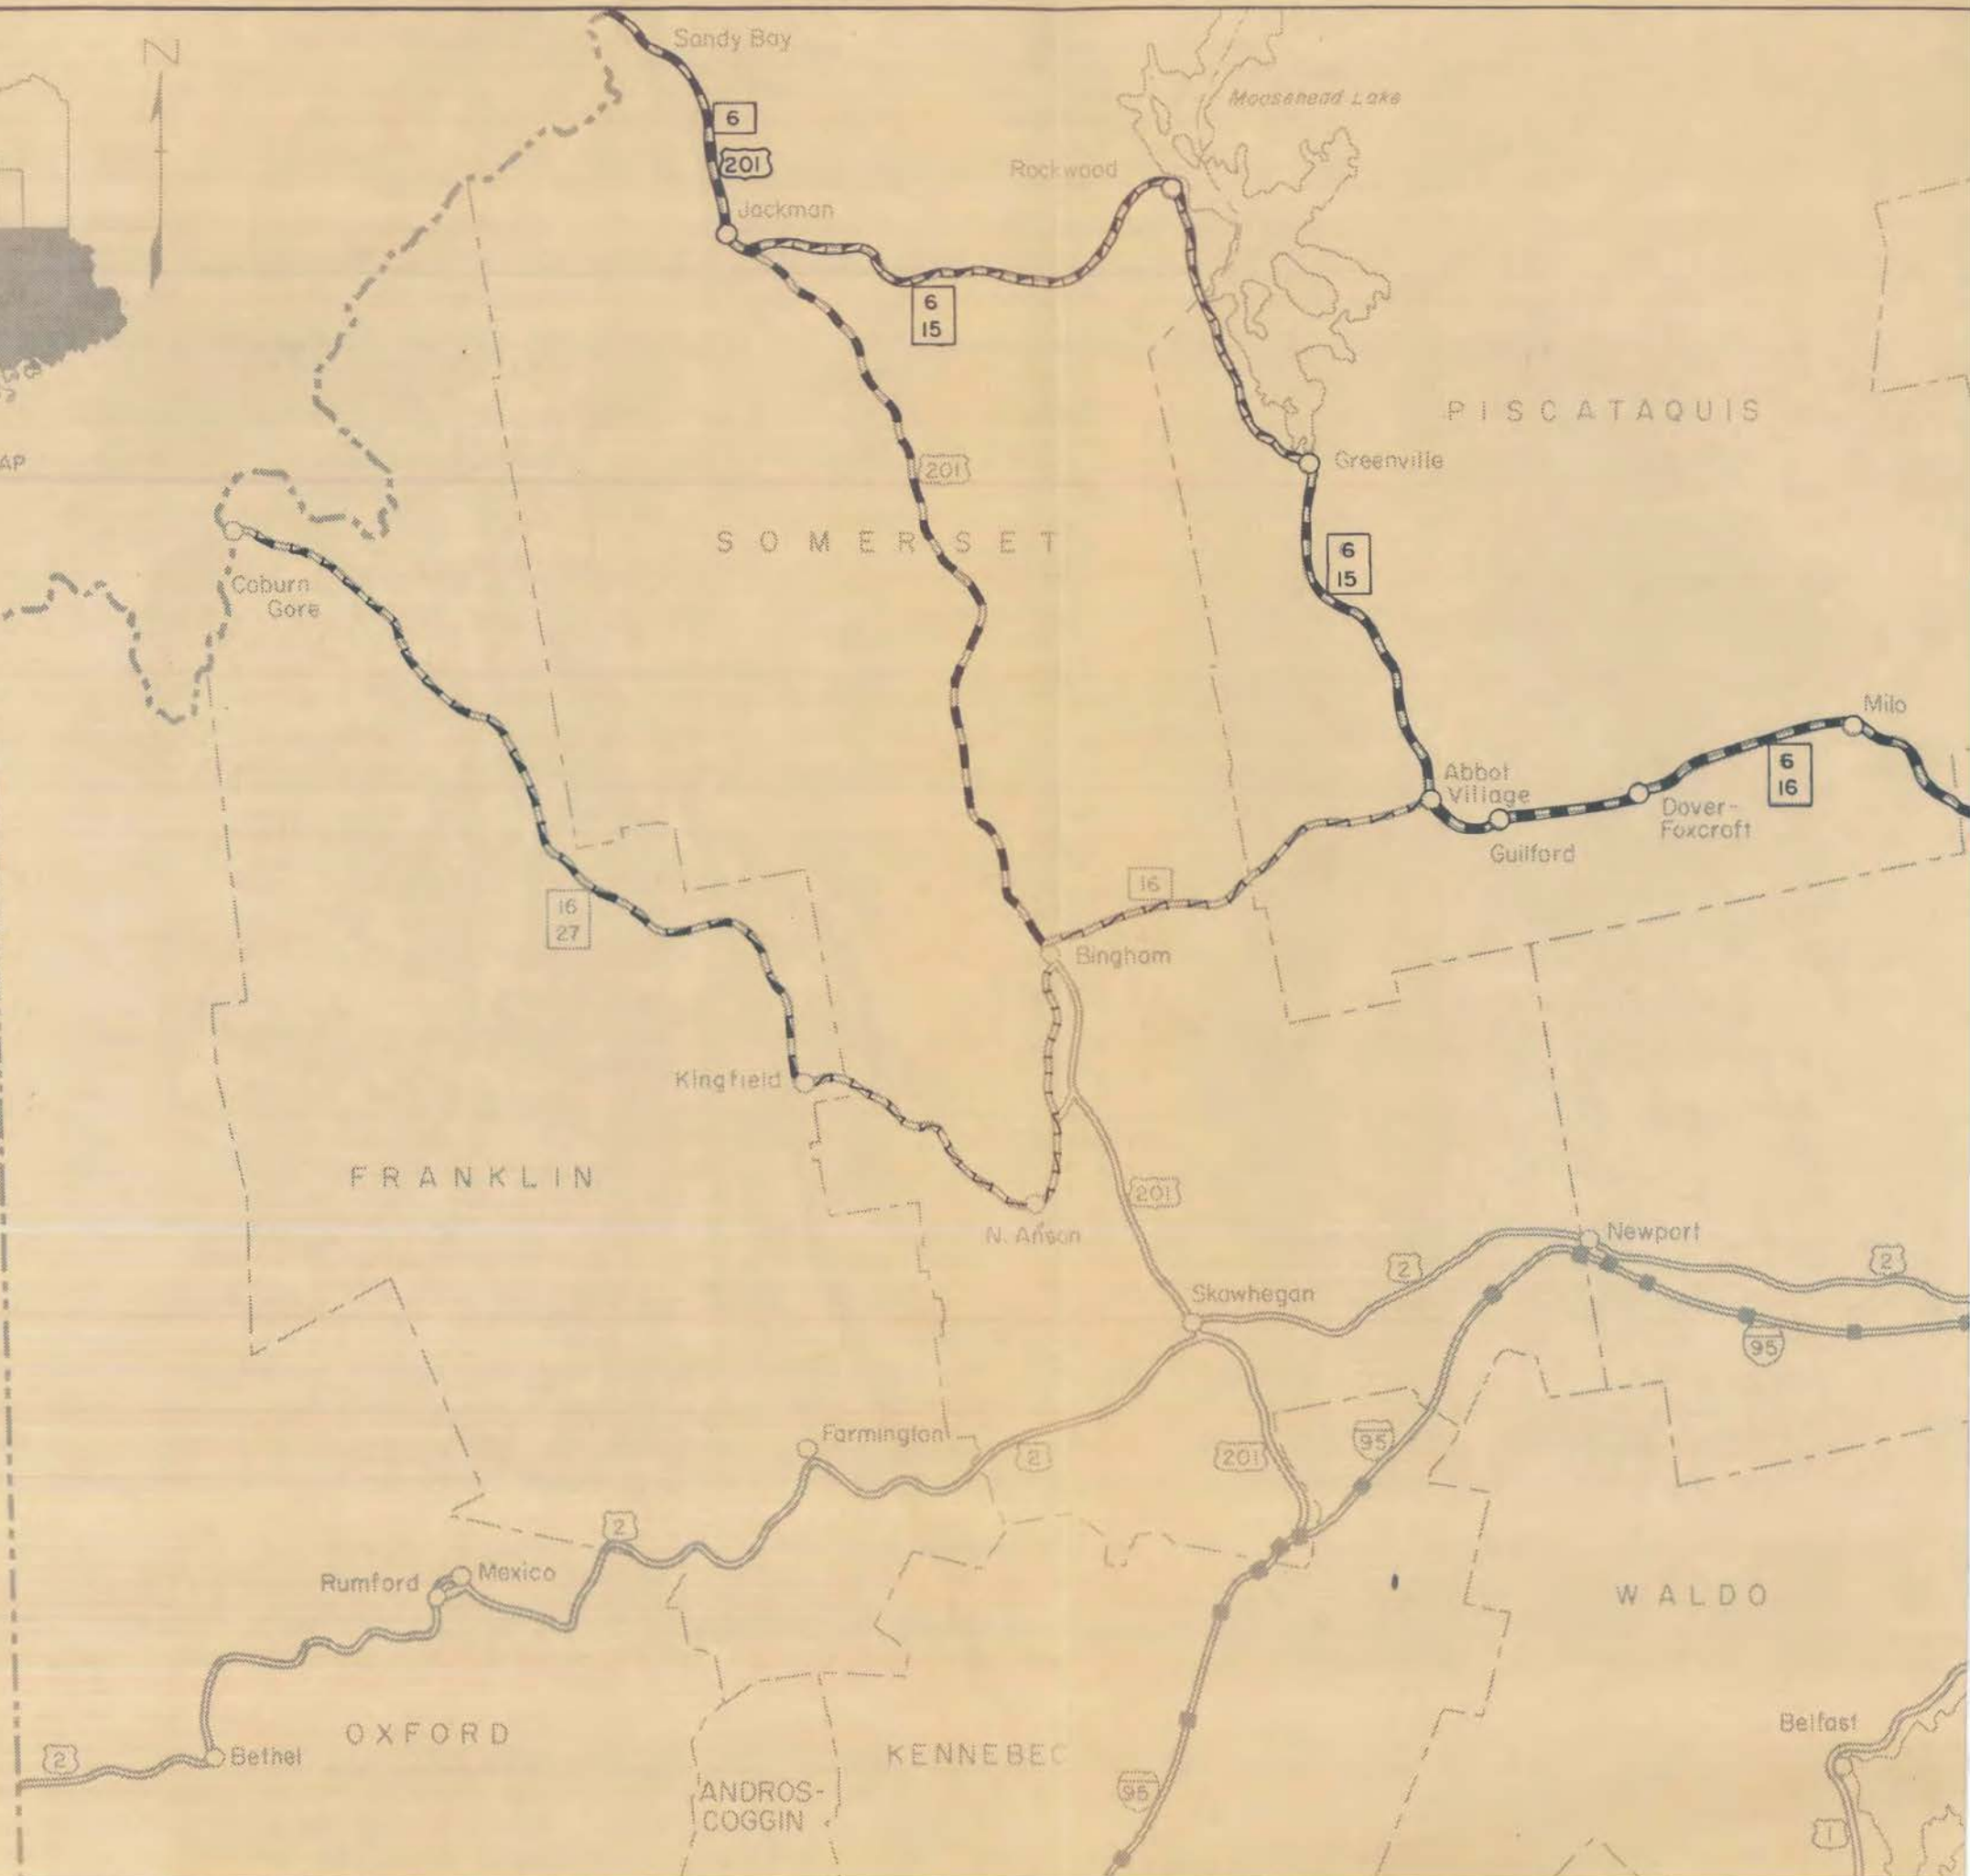 N
Sandy Bay
Moosehead Lake
6
201
Rockwood
Jackman
6
15
PISCATAQUIS
AP
Greenville
201
SOMERSET
6
15
Coburn
Gore
Milo
6
16
Abbot
Village
Dover-
Foxcroft
Guilford
16
16
27
Bingham
Kingfield
FRANKLIN
201
N. Anson
Newport
2
2
Skowhegan
95
Farmington
2
201
95
2
Rumford
Mexico
WALDO
OXFORD
Belfast
2
Bethel
KENNEBEC
ANDROS-
COGGIN
95
1